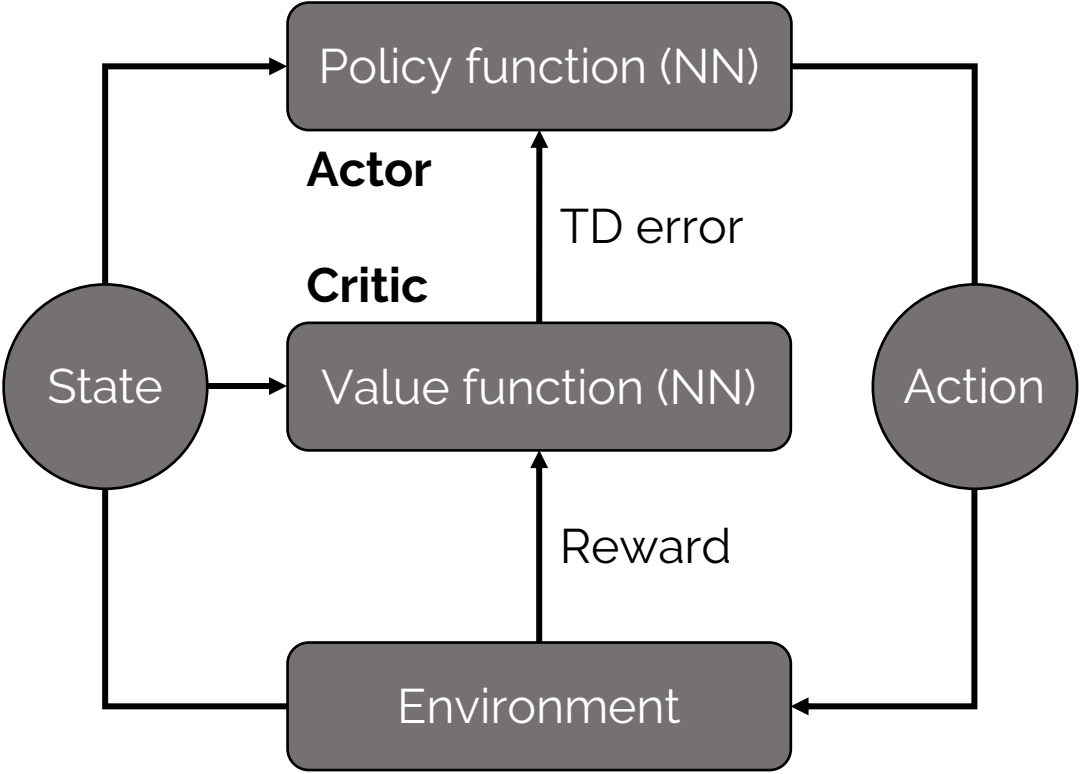 Policy function (NN)
Actor
TD error
Critic
State
Value function (NN)
Action
Reward
Environment